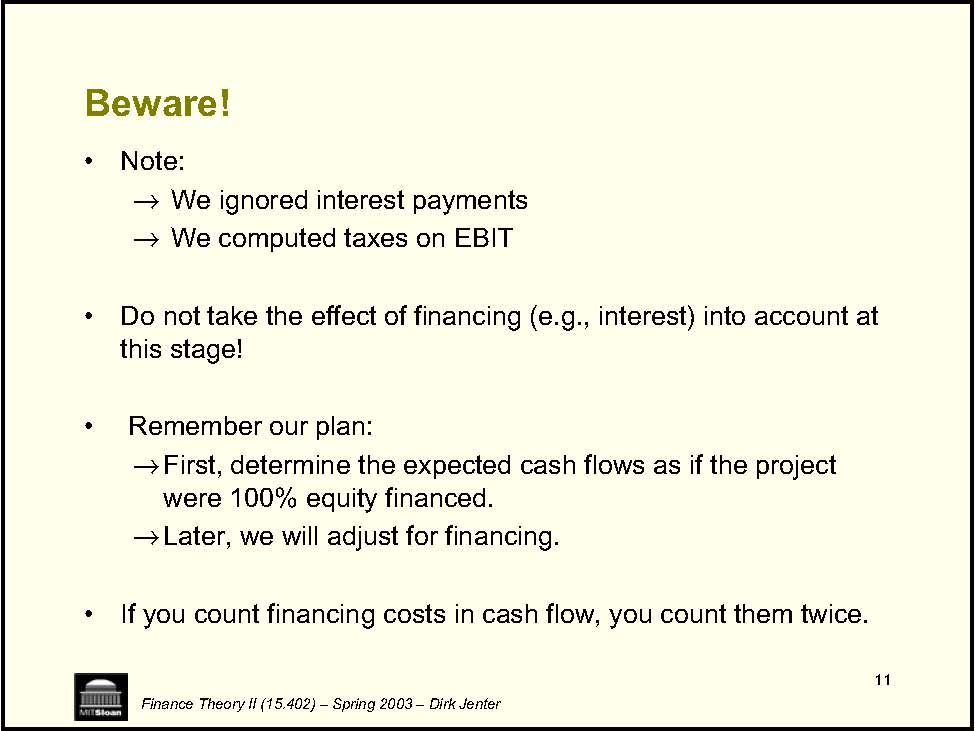 Beware!
• Note:
→ We ignored interest payments
→ We computed taxes on EBIT
• Do not take the effect of financing (e.g., interest) into account at
this stage!
• Remember our plan:
→First, determine the expected cash flows as if the project
were 100% equity financed.
→Later, we will adjust for financing.
• If you count financing costs in cash flow, you count them twice.
11
MITSloan
Finance Theory II (15.402) – Spring 2003 – Dirk Jenter